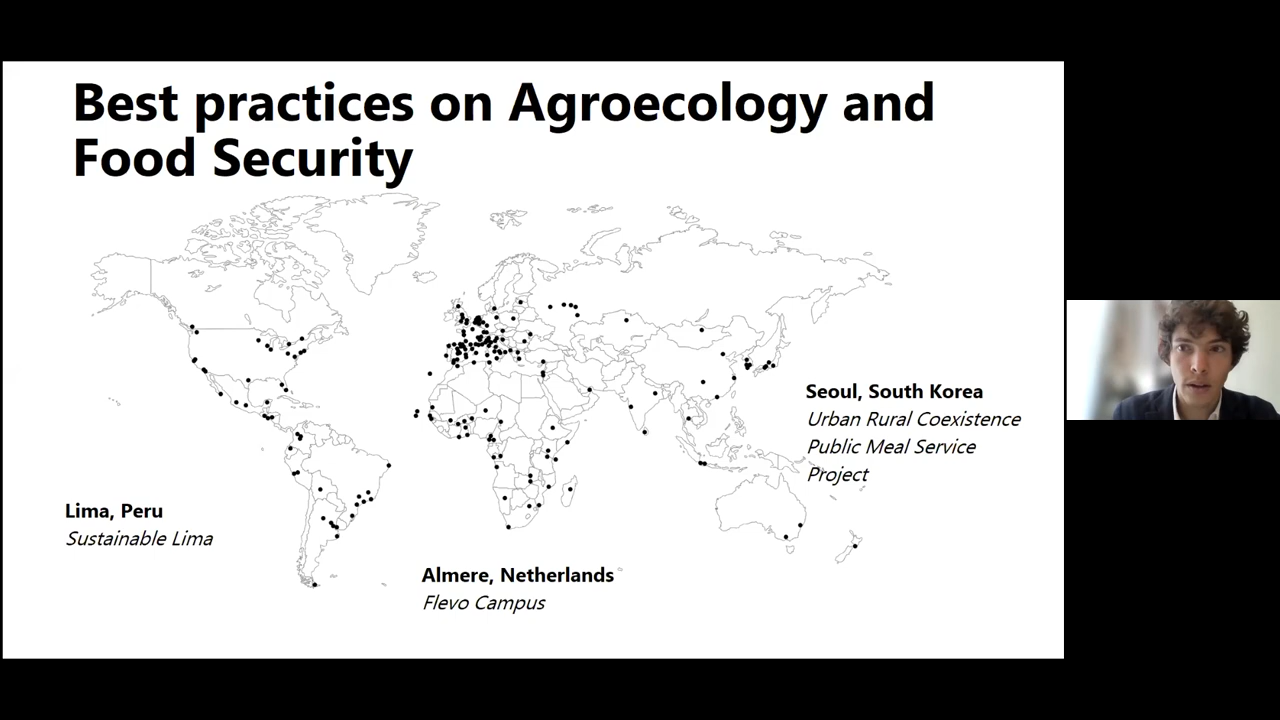 Best practices on Agroecology and
Food Security
Seoul, South Korea
Urban Rural Coexistence
Public Meal Service
Project
Lima, Peru
Sustainable Lima
Almere, Netherlands
Flevo Campus